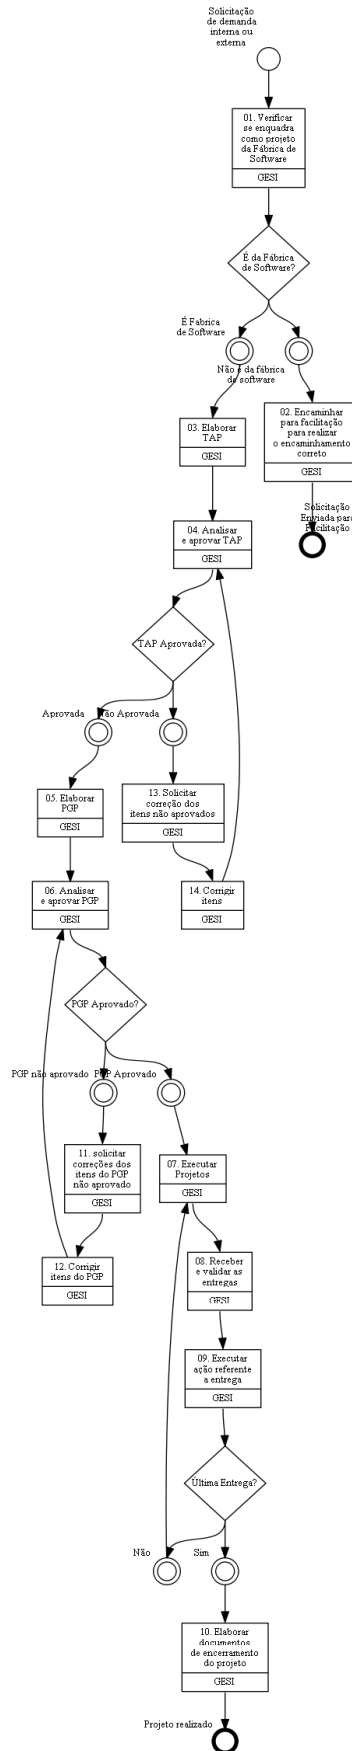 Solicitação
de demanda
interna ou
externa
01. Verificar
se enquadra
como projeto
da Fábrica de
Software
GESI
É da Fábrica
de Software?
É Fabrica
de Software
Não é da fábrica
de software
03. Elaborar
TAP
GESI
02. Encaminhar
para facilitação
para realizar
o encaminhamento
correto
GESI
Solicitação
Enviada para
Facilitação
04. Analisar
e aprovar TAP
GESI
TAP Aprovada?
Aprovada
Não Aprovada
05. Elaborar
PGP
GESI
13. Solicitar
correção dos
itens não aprovados
GESI
06. Analisar
e aprovar PGP
GESI
14. Corrigir
itens
GESI
PGP Aprovado?
PGP não aprovado
PGP Aprovado
11. solicitar
correções dos
itens do PGP
não aprovado
GESI
07. Executar
Projetos
GESI
12. Corrigir
itens do PGP
GESI
08. Receber
e validar as
entregas
GESI
09. Executar
ação referente
a entrega
GESI
Última Entrega?
Não
Sim
10. Elaborar
documentos
de encerramento
do projeto
GESI
Projeto realizado